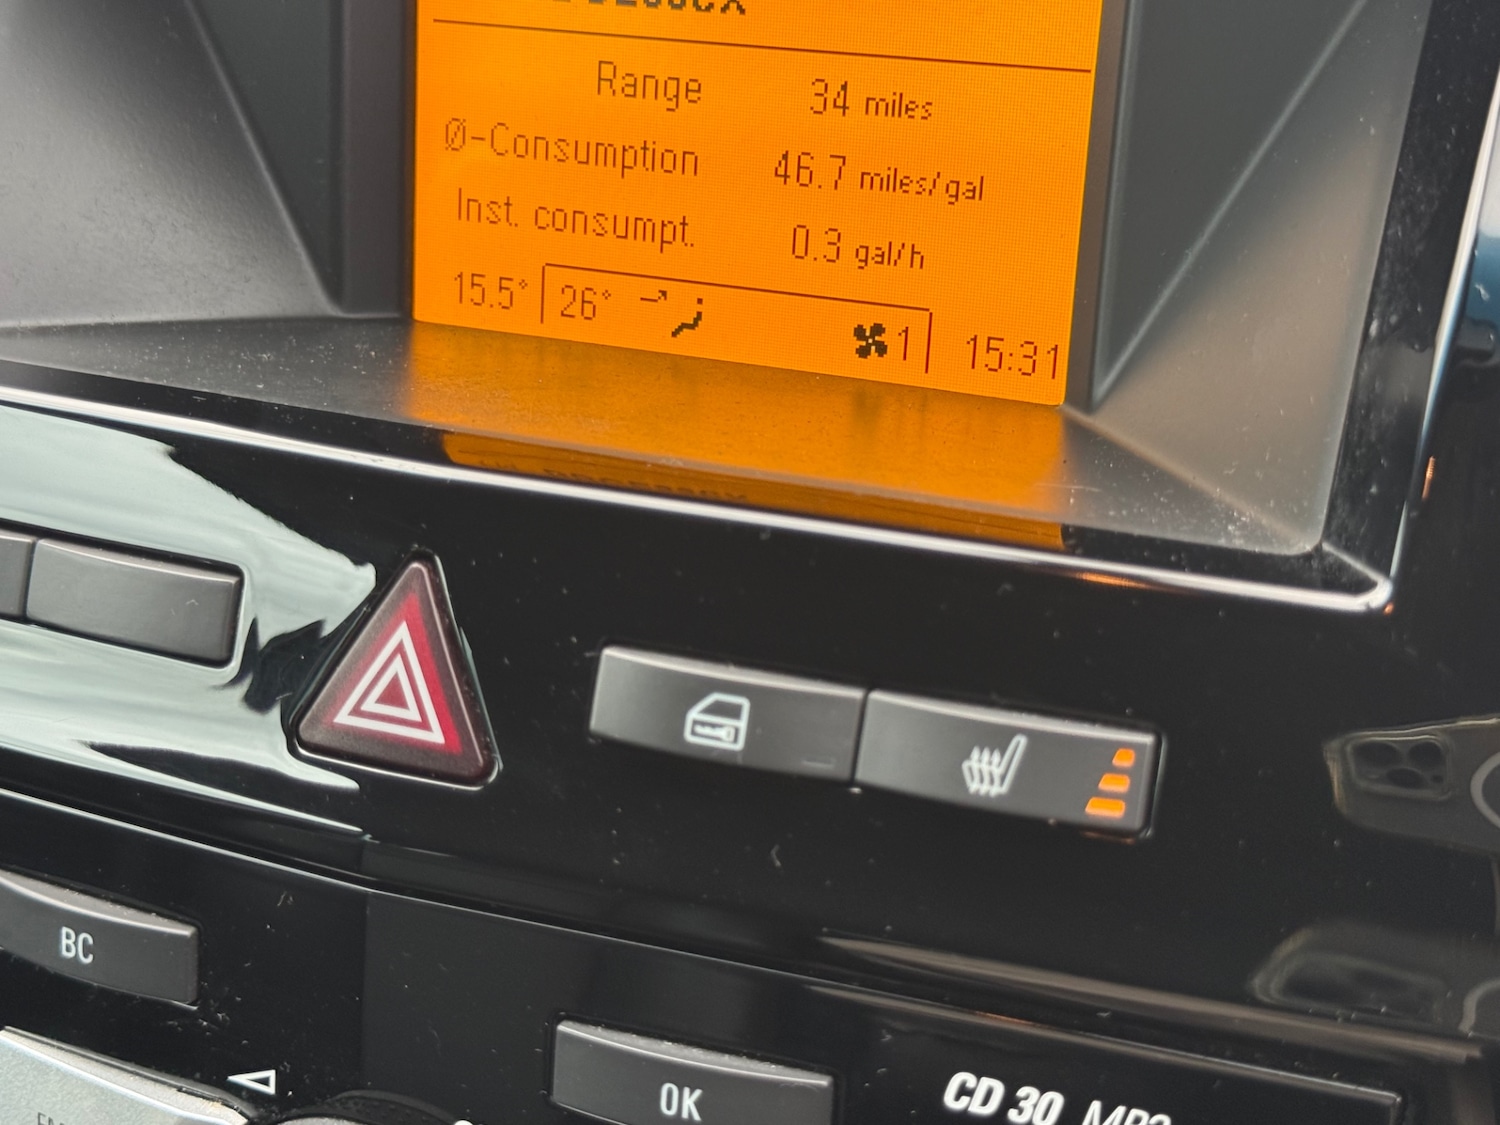 Range 34 miles
Ø-Consumption 46.7 miles/gal
Inst. consumpt. 0.3 gal/h
15.5° 26° 1 15:31
BC
OK
CD 30 MP3